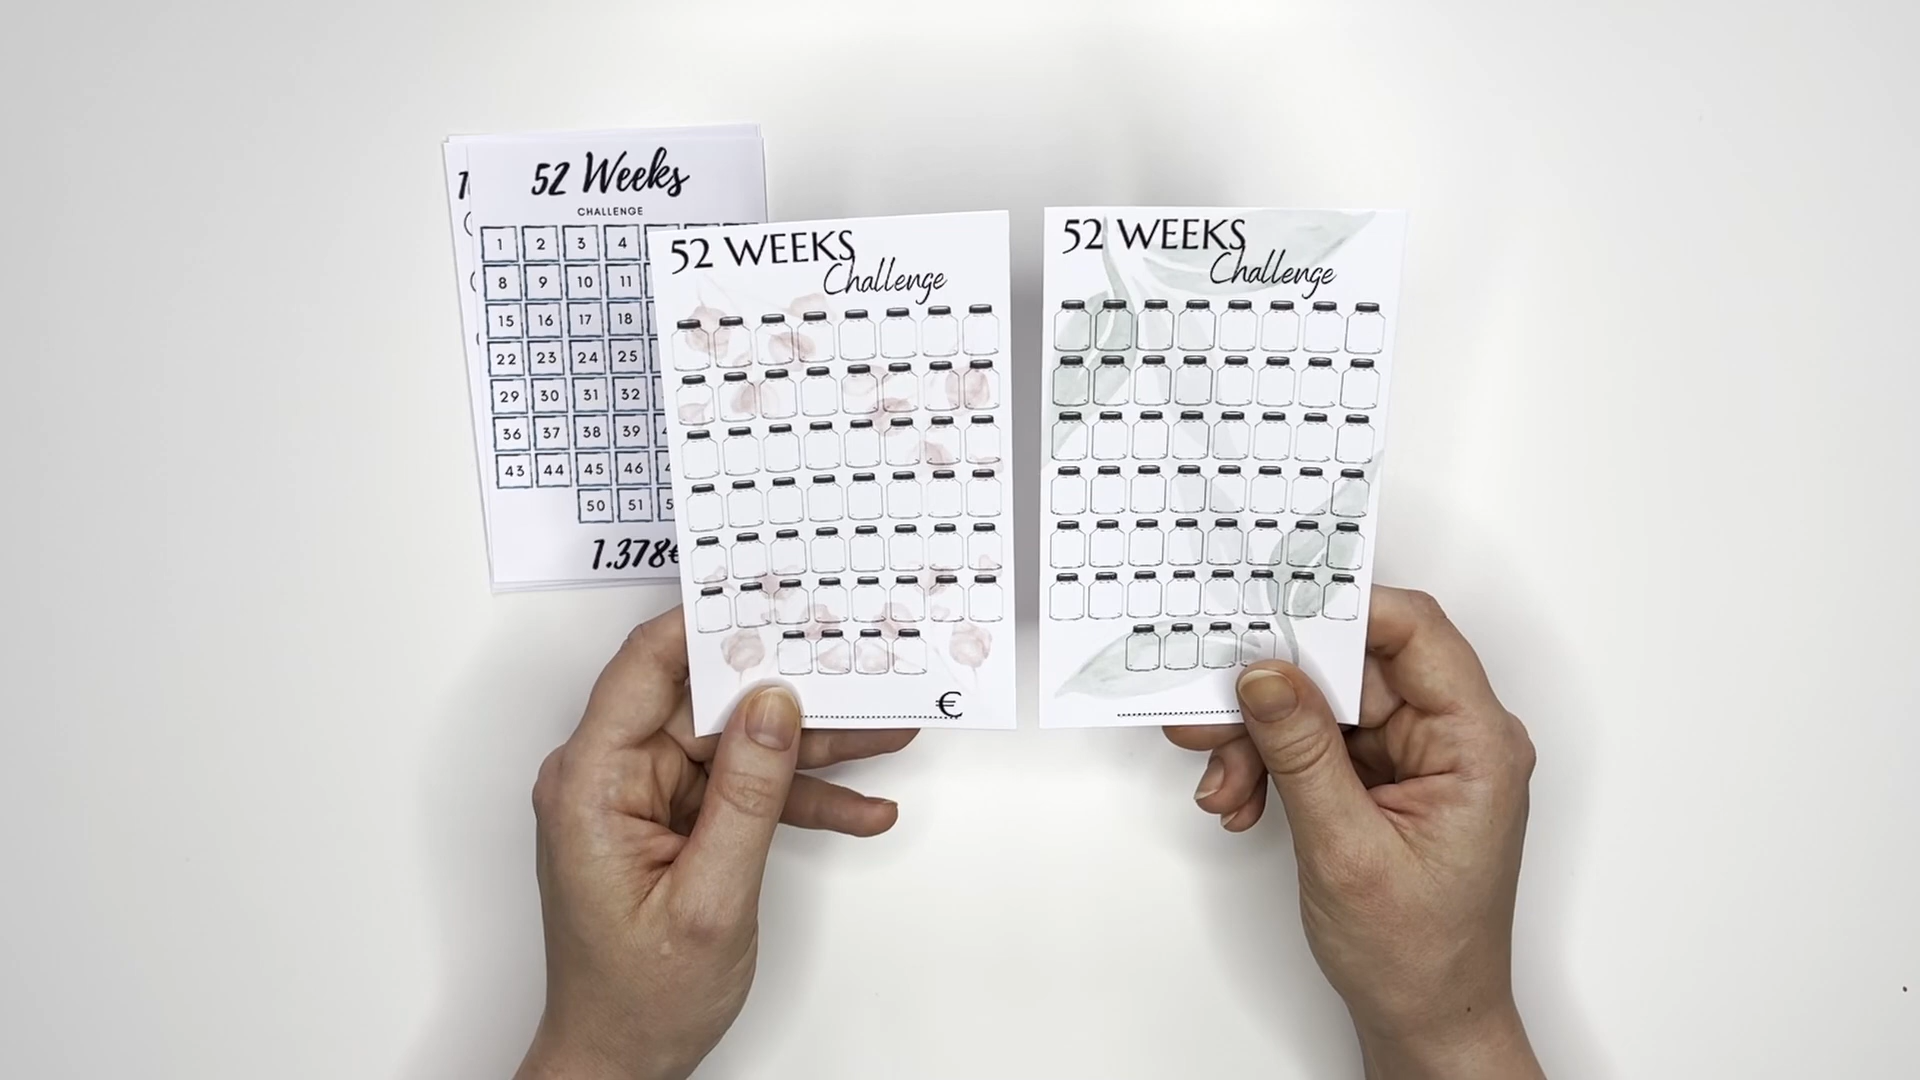 52 Weeks
CHALLENGE
1 2 3 4
8 9 10 11
15 16 17 18
22 23 24 25
29 30 31 32
36 37 38 39
43 44 45 46
50 51
1.378€
52 WEEKS
Challenge
€
52 WEEKS
Challenge